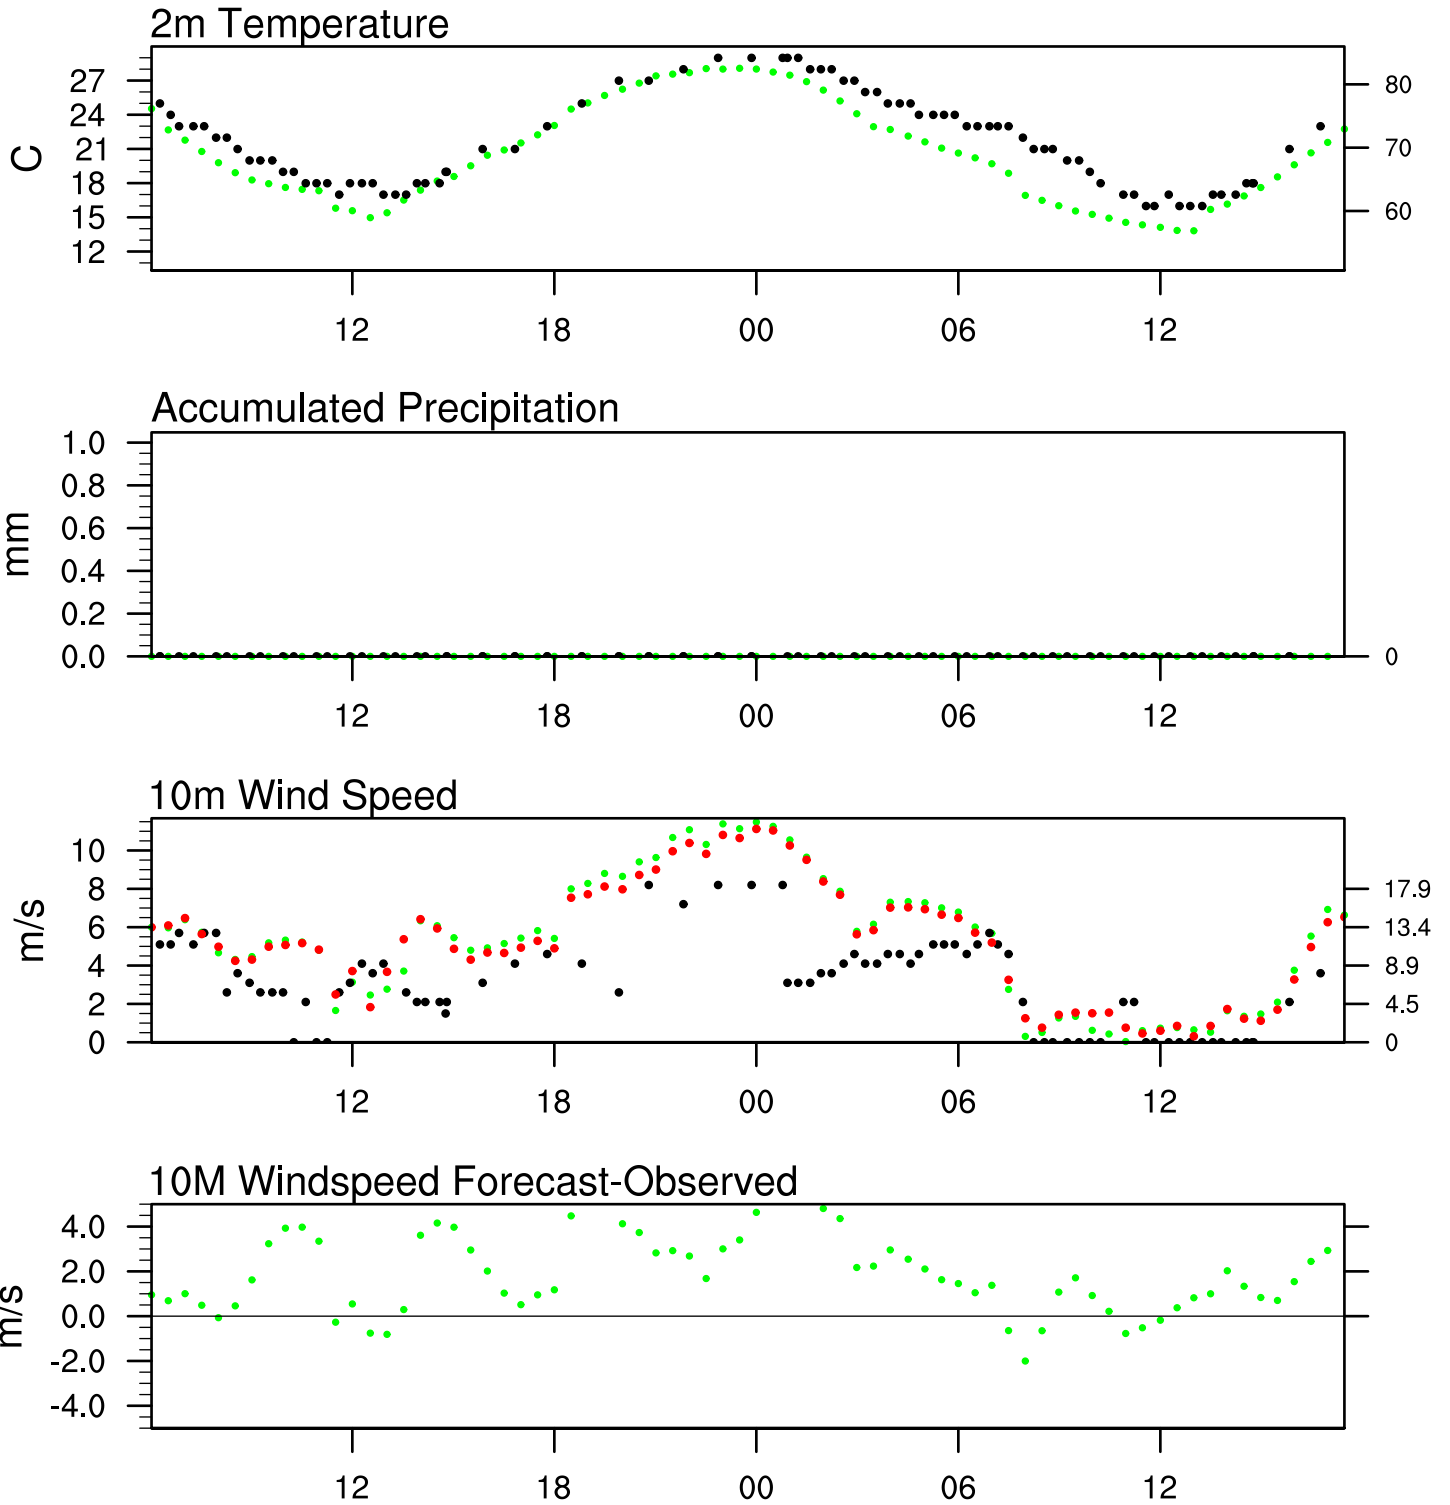 2m Temperature
27
24
21
18
15
12
C
80
70
60
12 18 00 06 12
Accumulated Precipitation
1.0
0.8
0.6
0.4
0.2
0.0
mm
0
12 18 00 06 12
10m Wind Speed
10
8
6
4
2
0
m/s
17.9
13.4
8.9
4.5
0
12 18 00 06 12
10M Windspeed Forecast-Observed
4.0
2.0
0.0
-2.0
-4.0
m/s
12 18 00 06 12